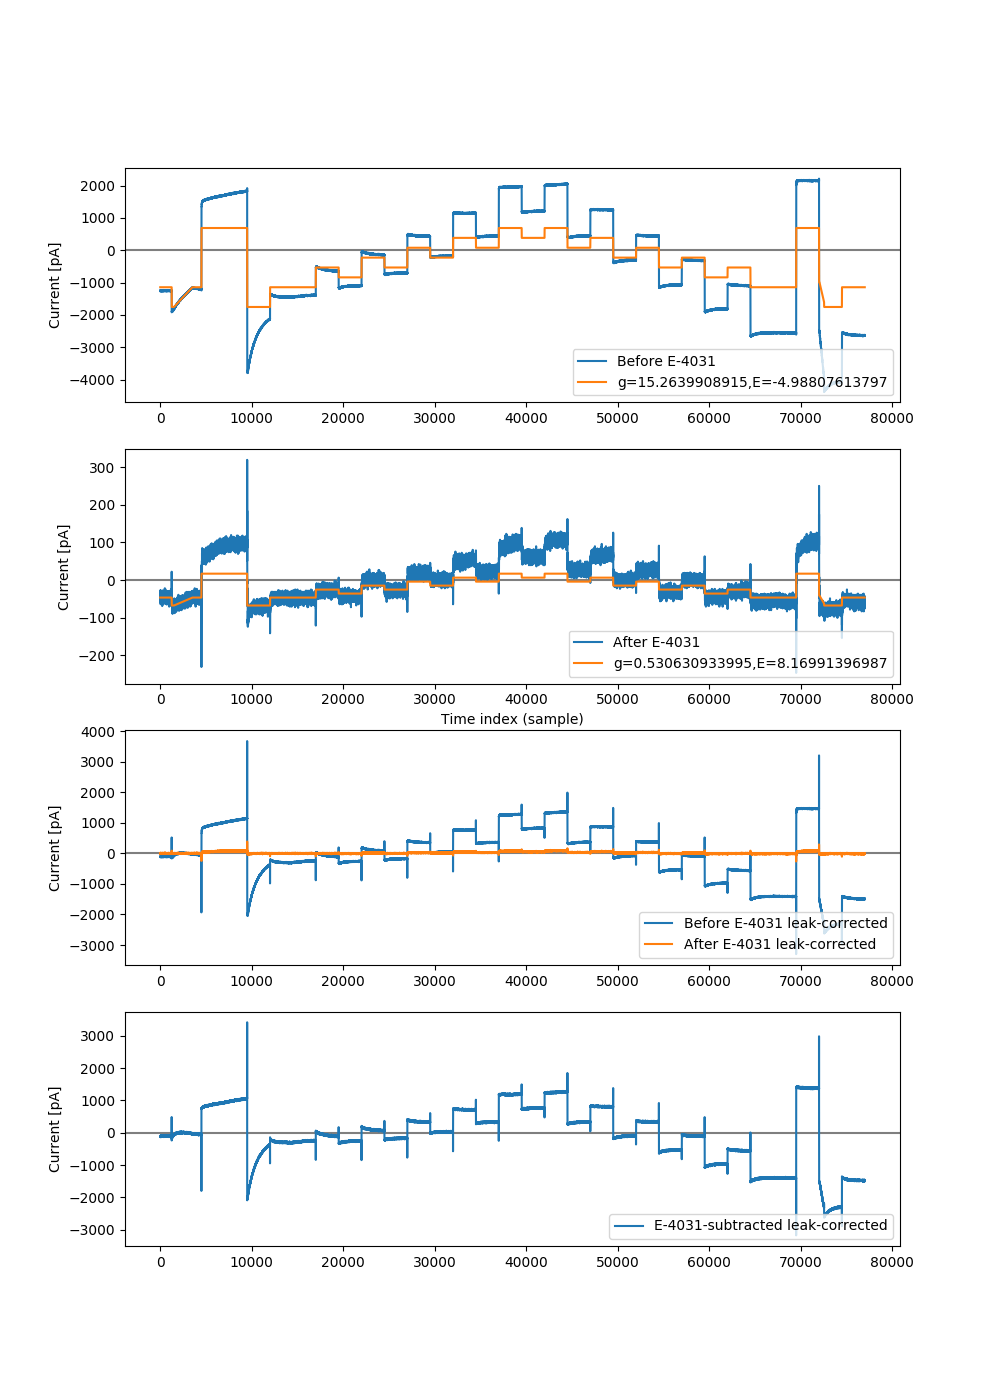 2000
1000
0
−1000
−2000
−3000
−4000
Current [pA]
Before E-4031
g=15.2639908915,E=-4.98807613797
0 10000 20000 30000 40000 50000 60000 70000 80000
300
200
100
0
−100
−200
Current [pA]
After E-4031
g=0.530630933995,E=8.16991396987
0 10000 20000 30000 40000 50000 60000 70000 80000
Time index (sample)
4000
3000
2000
1000
0
−1000
−2000
−3000
Current [pA]
Before E-4031 leak-corrected
After E-4031 leak-corrected
0 10000 20000 30000 40000 50000 60000 70000 80000
3000
2000
1000
0
−1000
−2000
−3000
Current [pA]
E-4031-subtracted leak-corrected
0 10000 20000 30000 40000 50000 60000 70000 80000